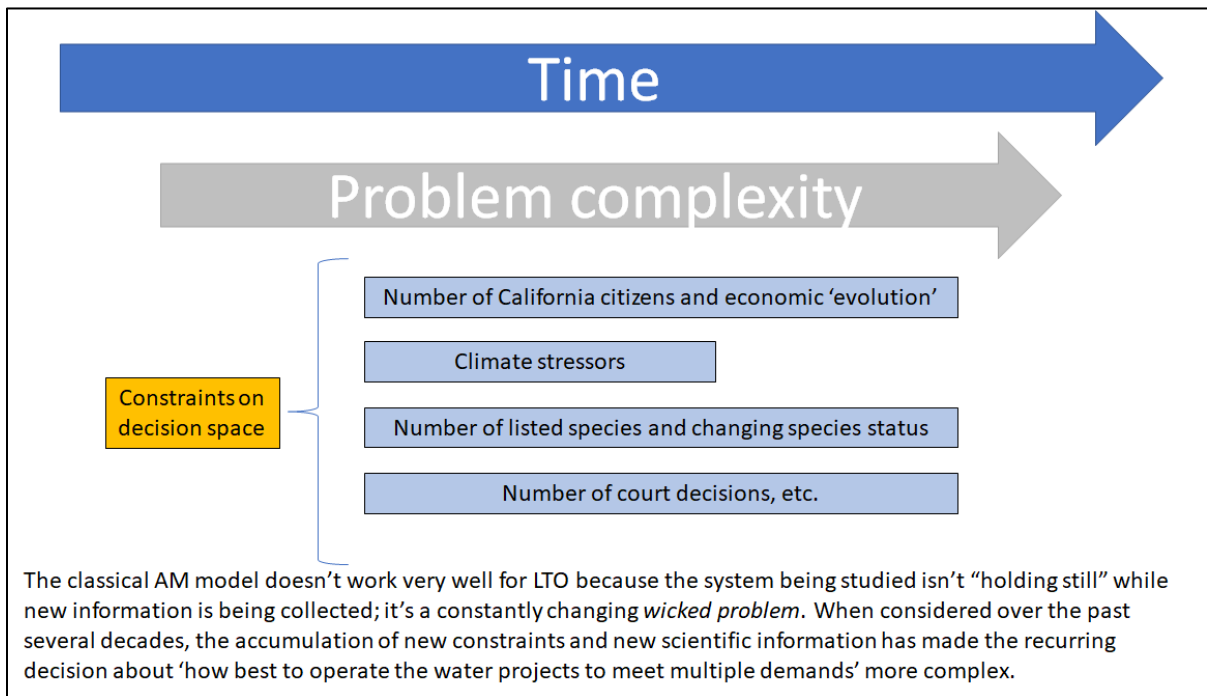 Time
Problem complexity
Number of California citizens and economic ‘evolution’
Climate stressors
Constraints on
decision space
Number of listed species and changing species status
Number of court decisions, etc.
The classical AM model doesn’t work very well for LTO because the system being studied isn’t “holding still” while
new information is being collected; it’s a constantly changing wicked problem. When considered over the past
several decades, the accumulation of new constraints and new scientific information has made the recurring
decision about ‘how best to operate the water projects to meet multiple demands’ more complex.